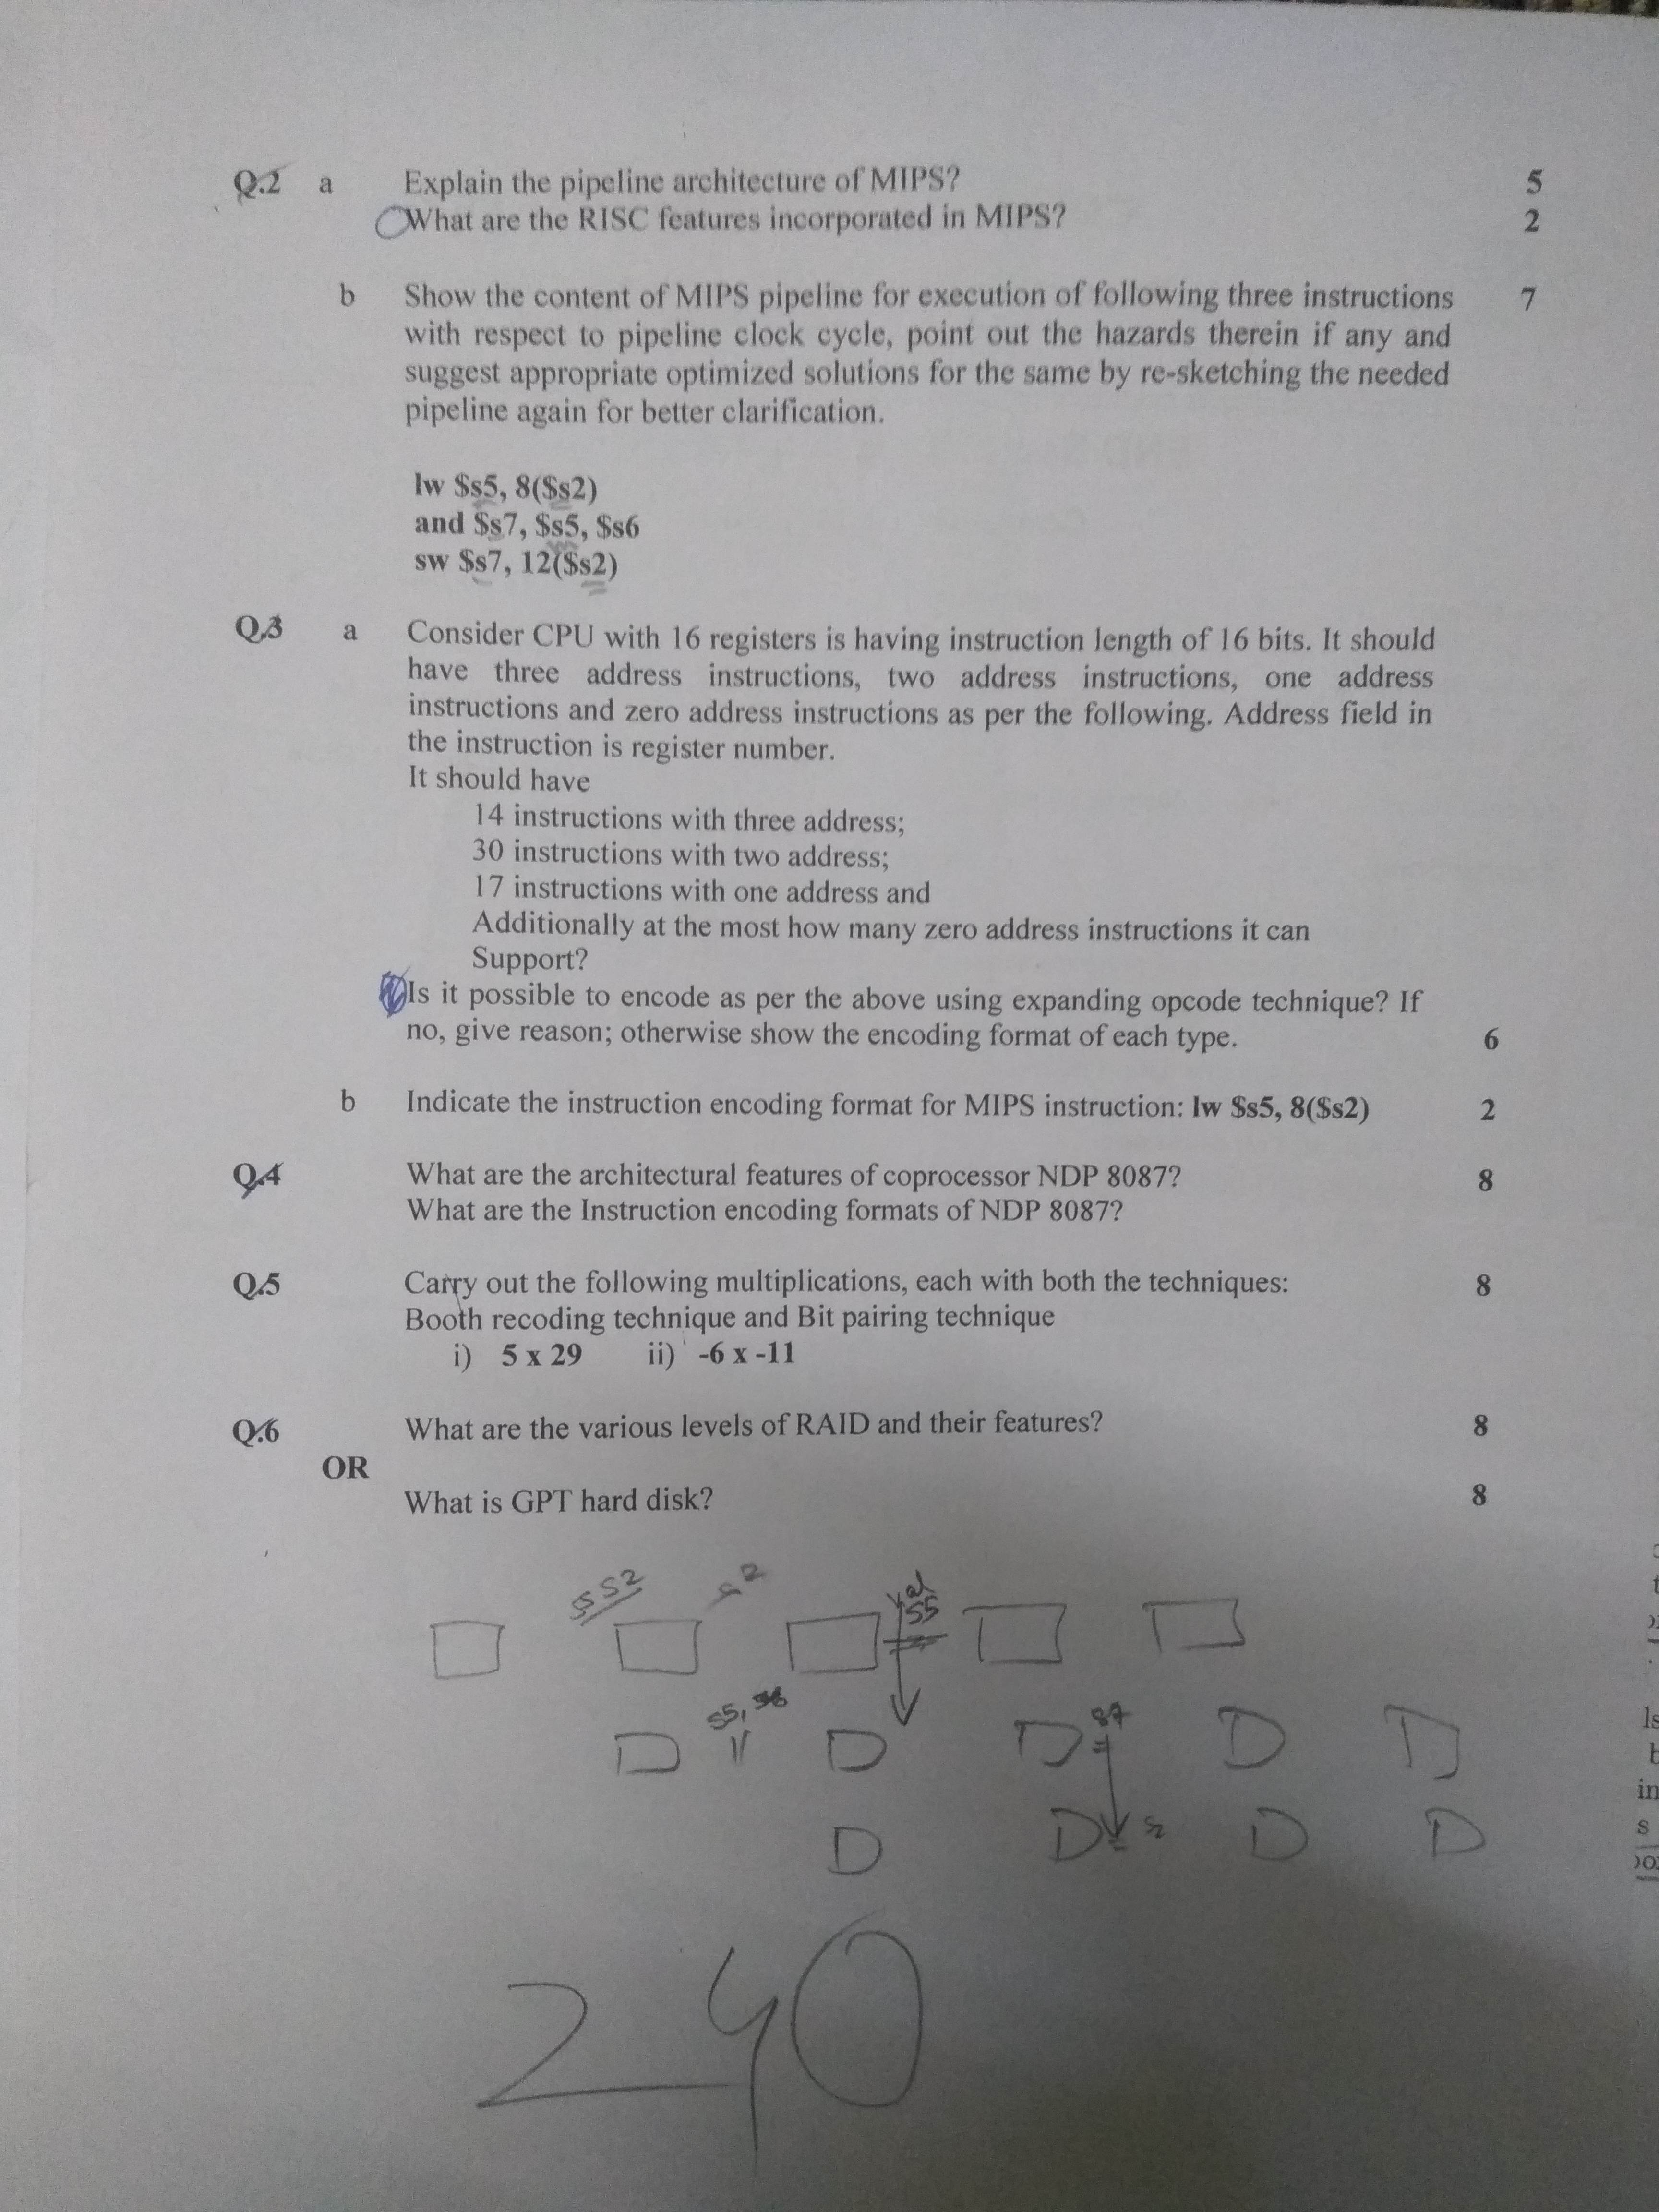 Q.2 a Explain the pipeline architecture of MIPS? 5
What are the RISC features incorporated in MIPS? 2
b Show the content of MIPS pipeline for execution of following three instructions 7
with respect to pipeline clock cycle, point out the hazards therein if any and
suggest appropriate optimized solutions for the same by re-sketching the needed
pipeline again for better clarification.
lw $s5, 8($s2)
and $s7, $s5, $s6
sw $s7, 12($s2)
Q.3 a Consider CPU with 16 registers is having instruction length of 16 bits. It should
have three address instructions, two address instructions, one address
instructions and zero address instructions as per the following. Address field in
the instruction is register number.
It should have
14 instructions with three address;
30 instructions with two address;
17 instructions with one address and
Additionally at the most how many zero address instructions it can
Support?
Is it possible to encode as per the above using expanding opcode technique? If
no, give reason; otherwise show the encoding format of each type. 6
b Indicate the instruction encoding format for MIPS instruction: lw $s5, 8($s2) 2
Q.4 What are the architectural features of coprocessor NDP 8087? 8
What are the Instruction encoding formats of NDP 8087?
Q.5 Carry out the following multiplications, each with both the techniques: 8
Booth recoding technique and Bit pairing technique
i) 5 x 29 ii) -6 x -11
Q.6 What are the various levels of RAID and their features? 8
OR
What is GPT hard disk? 8
S5 S2 val
S5
S5, S6 S7
240